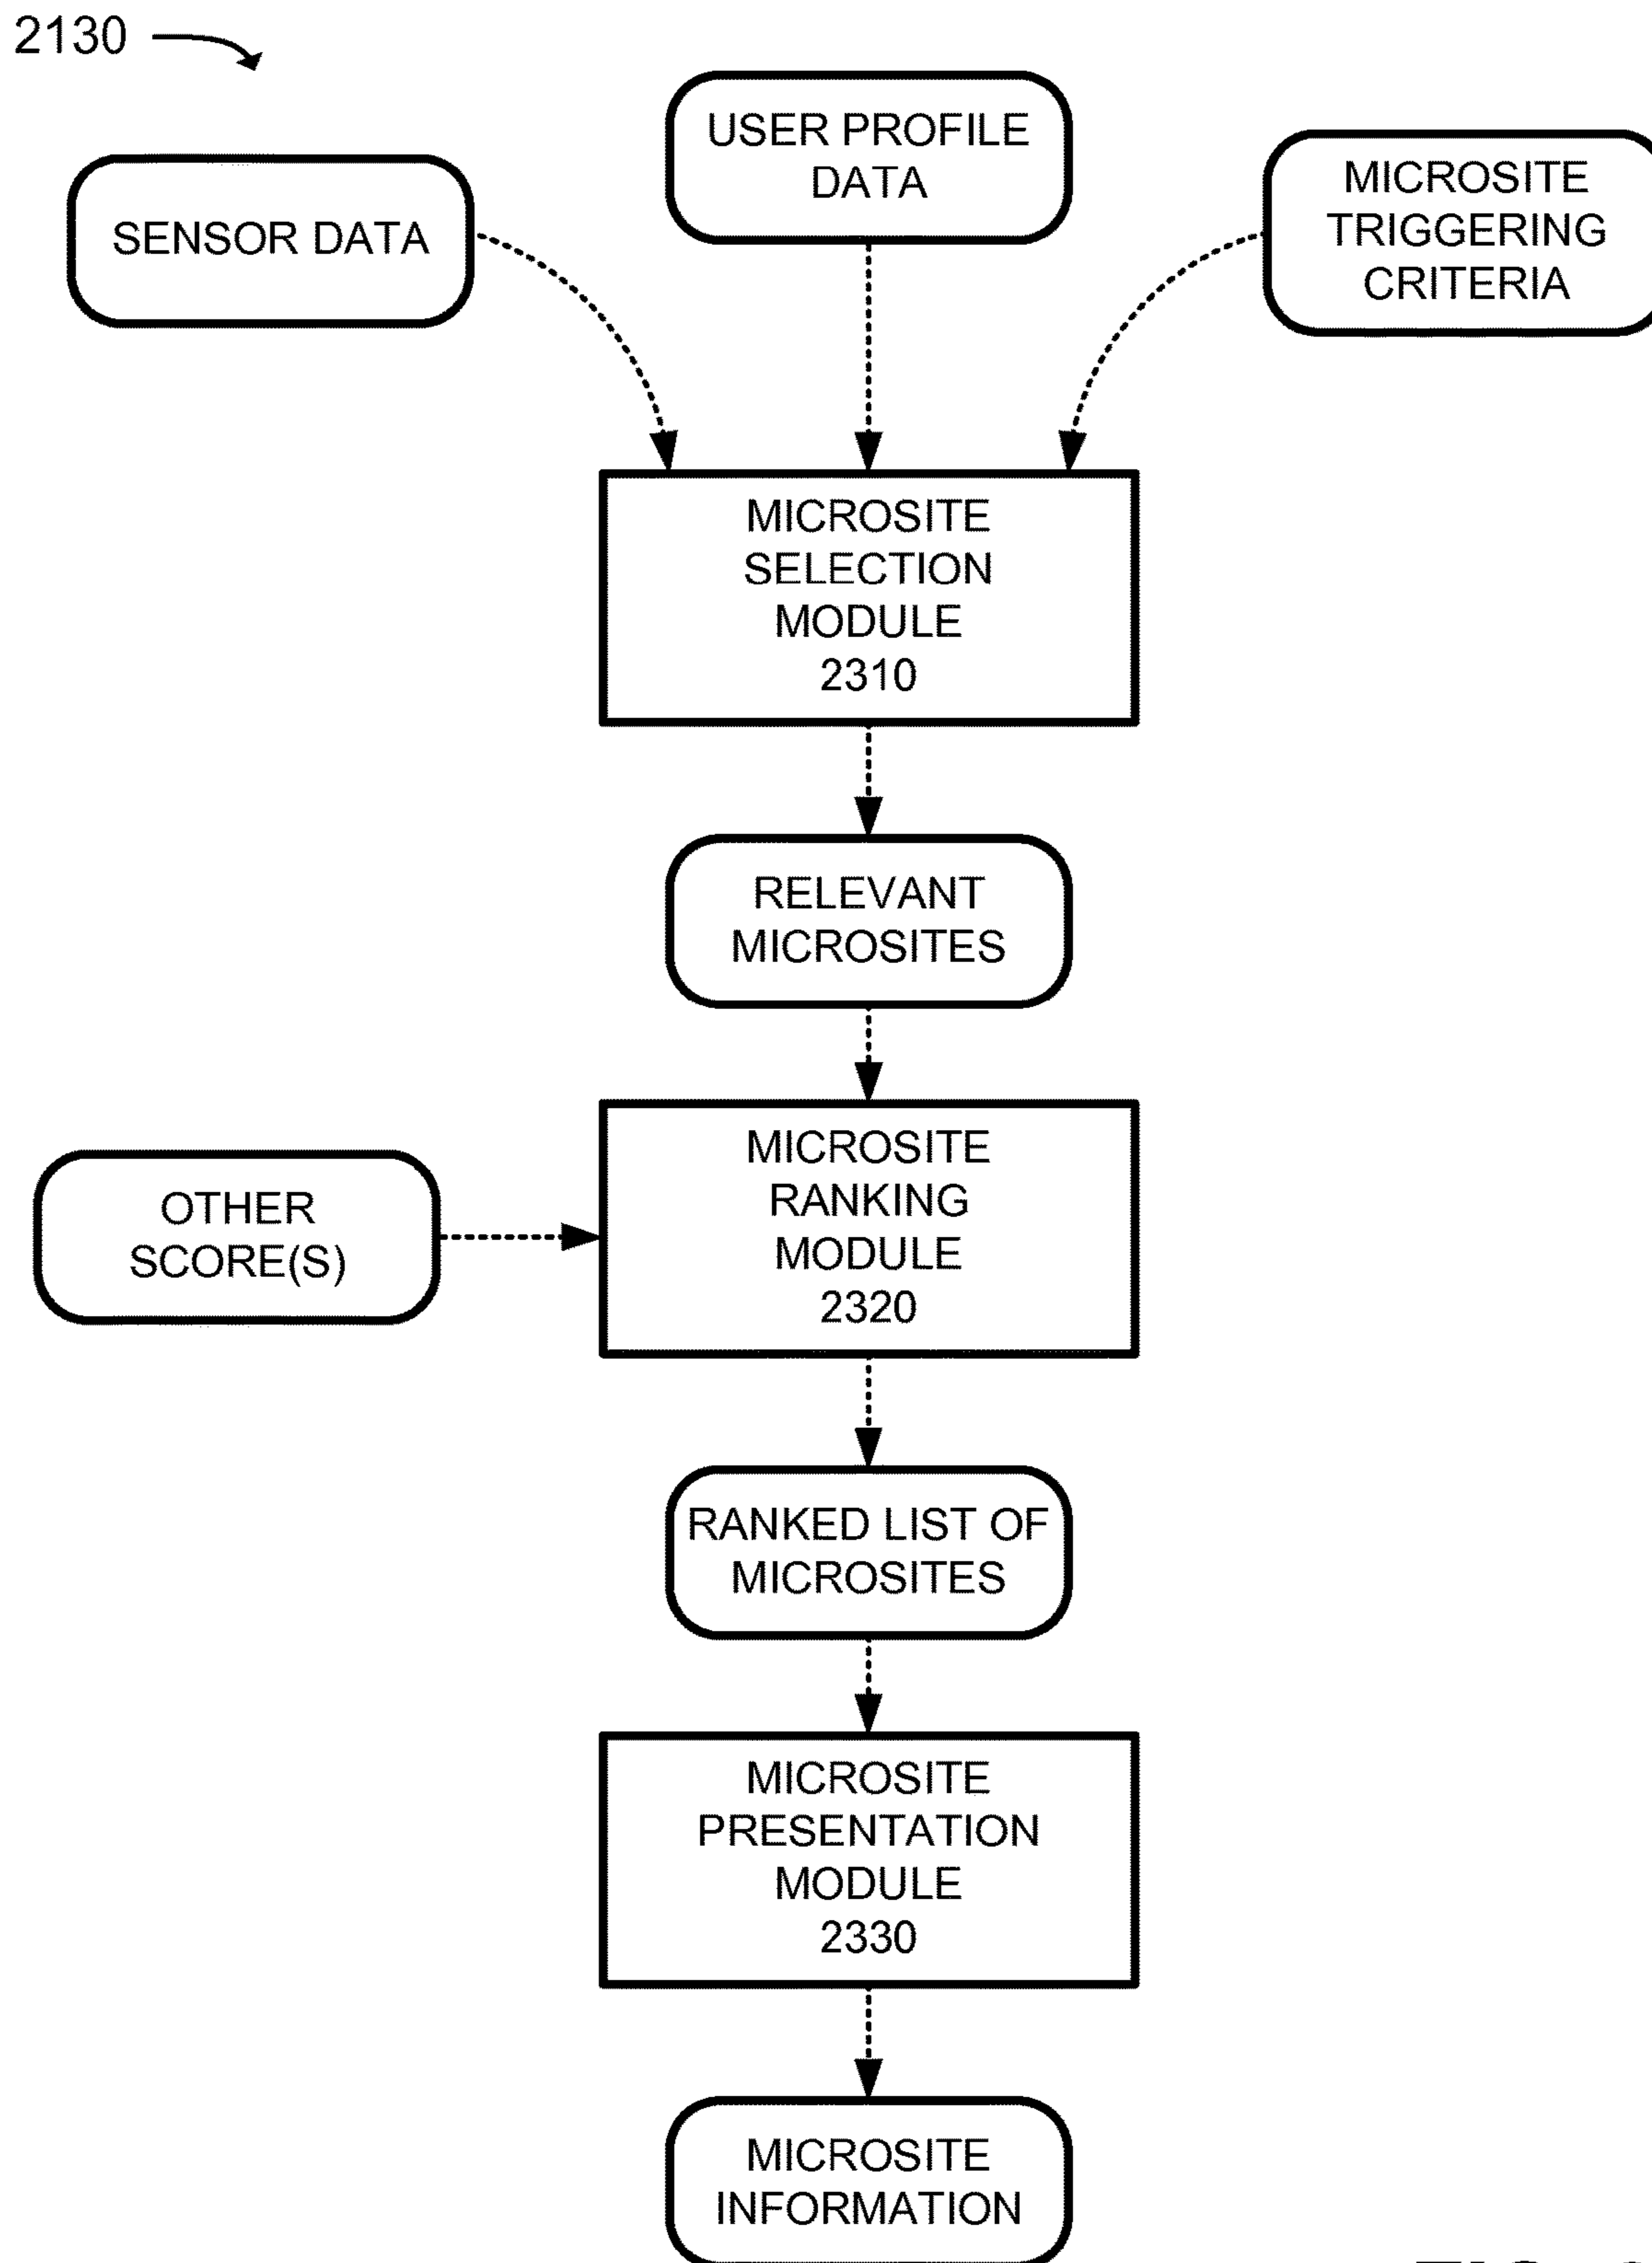 2130
USER PROFILE
DATA
SENSOR DATA
MICROSITE
TRIGGERING
CRITERIA
MICROSITE
SELECTION
MODULE
2310
RELEVANT
MICROSITES
OTHER
SCORE(S)
MICROSITE
RANKING
MODULE
2320
RANKED LIST OF
MICROSITES
MICROSITE
PRESENTATION
MODULE
2330
MICROSITE
INFORMATION